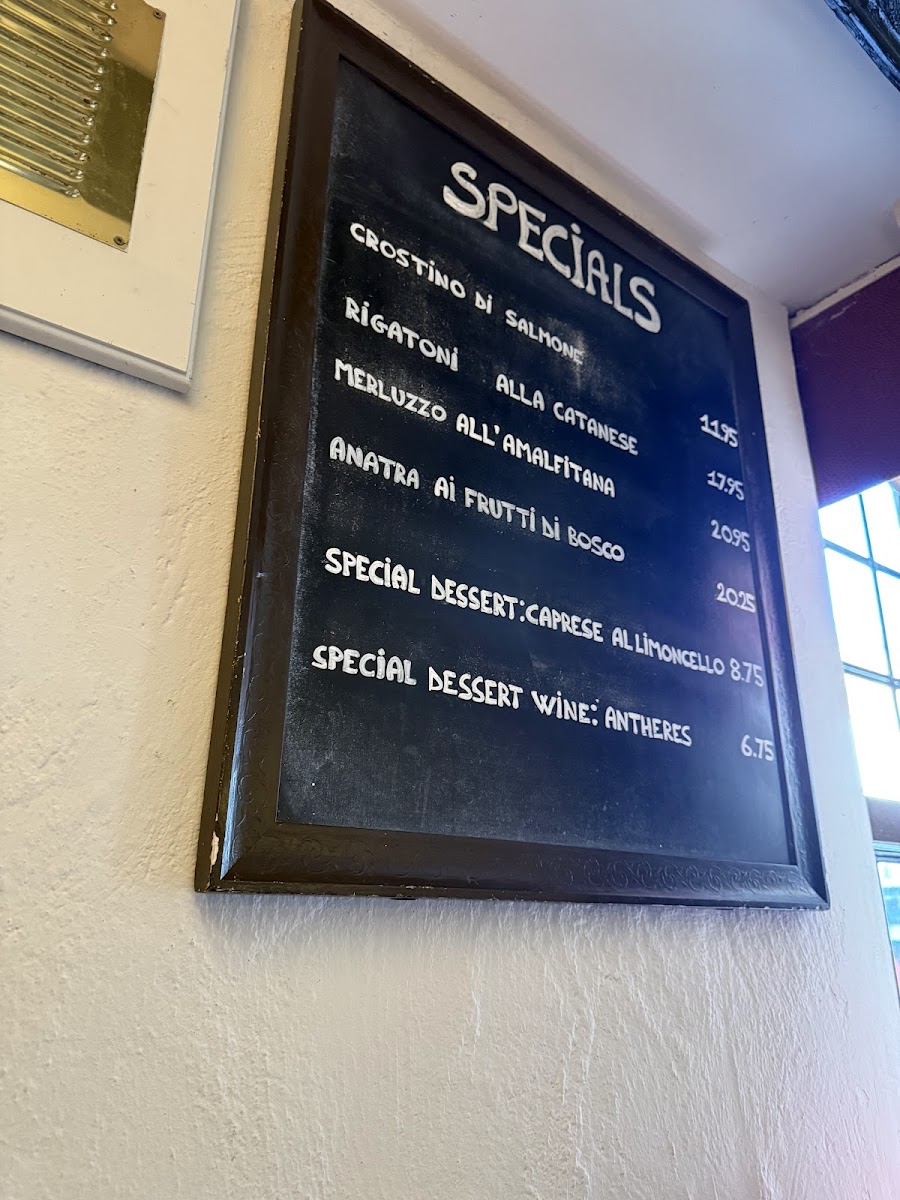 SPECIALS
CROSTINO DI SALMONE 11.95
RIGATONI ALLA CATANESE 17.95
MERLUZZO ALL'AMALFITANA 20.95
ANATRA AI FRUTTI DI BOSCO 20.25
SPECIAL DESSERT: CAPRESE AL LIMONCELLO 8.75
SPECIAL DESSERT WINE: ANTHERES 6.75